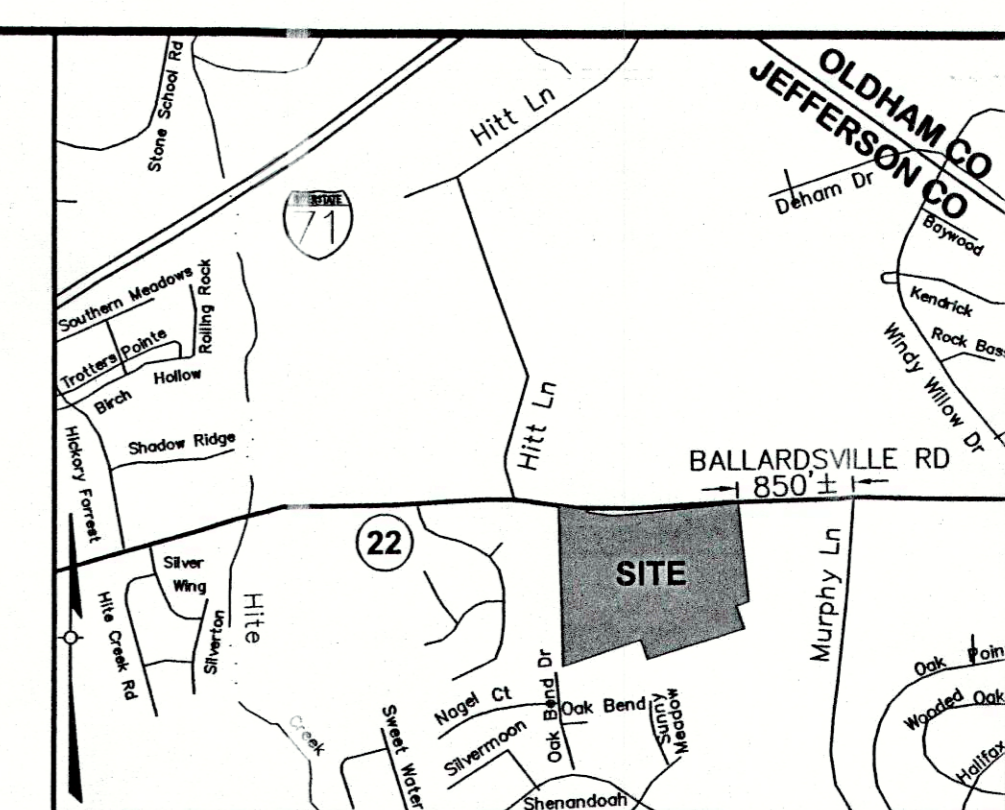 Stone School Rd
Hitt Ln
OLDHAM CO
JEFFERSON CO
Deham Dr
INTERSTATE
71
Baywood
Southern Meadows
Rolling Rock
Kendrick
Trotters Pointe
Rock Bass
Birch Hollow
Windy Willow Dr
Hitt Ln
Hickory Forrest
Shadow Ridge
BALLARDSVILLE RD
850'±
22
SITE
Silver
Wing
Hite Creek Rd
Silverton
Hite
Creek
Murphy Ln
Oak Poin
Wooded Oak
Halifax
Nagel Ct
Oak Bend Dr
Oak Bend
Sunny
Meadow
Sweet Water
Silvermoon
Shenandoah